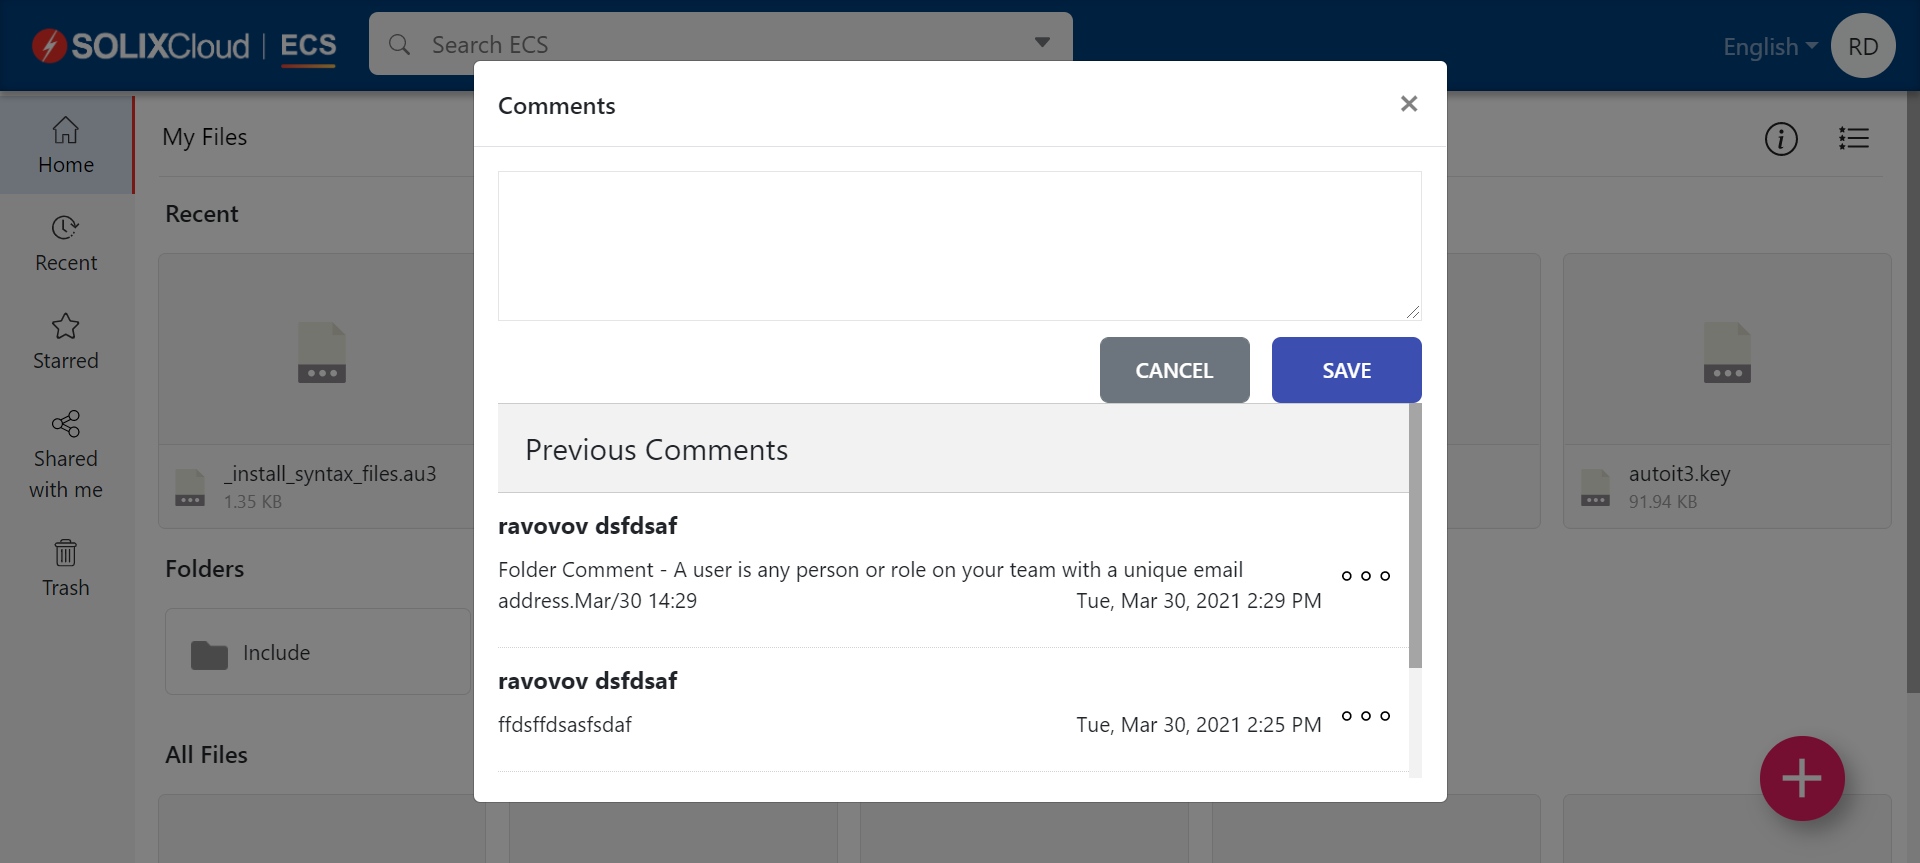 SOLIXCloud | ECS
Search ECS
English
RD
Home
Recent
Starred
Shared
with me
Trash
My Files
Recent
_install_syntax_files.au3
1.35 KB
autoit3.key
91.94 KB
Folders
Include
All Files
Comments
CANCEL
SAVE
Previous Comments
ravovov dsfdsaf
Folder Comment - A user is any person or role on your team with a unique email
address.Mar/30 14:29
Tue, Mar 30, 2021 2:29 PM
ravovov dsfdsaf
ffdsffdsasfsdaf
Tue, Mar 30, 2021 2:25 PM